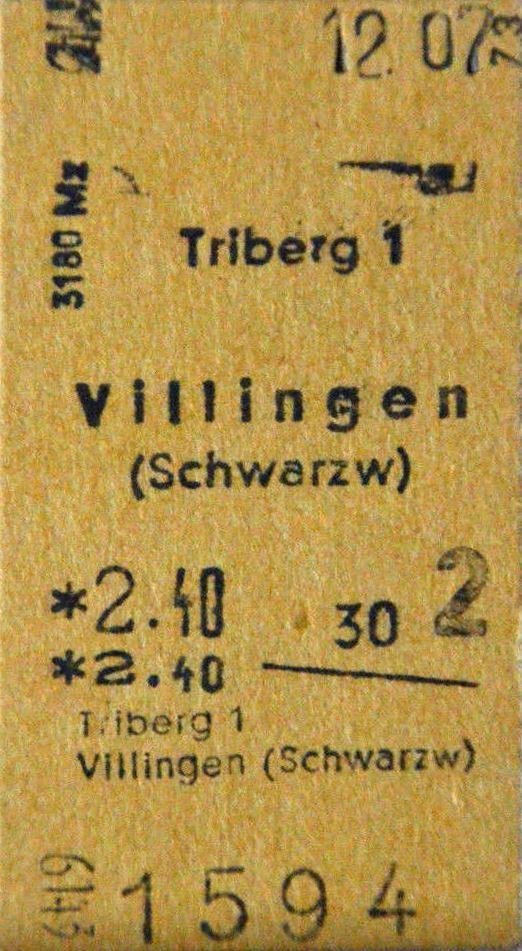 12. 07 73
3180 Mz
Triberg 1
Villingen
(Schwarzw)
*2.40 30 2
*2.40
Triberg 1
Villingen (Schwarzw)
1594